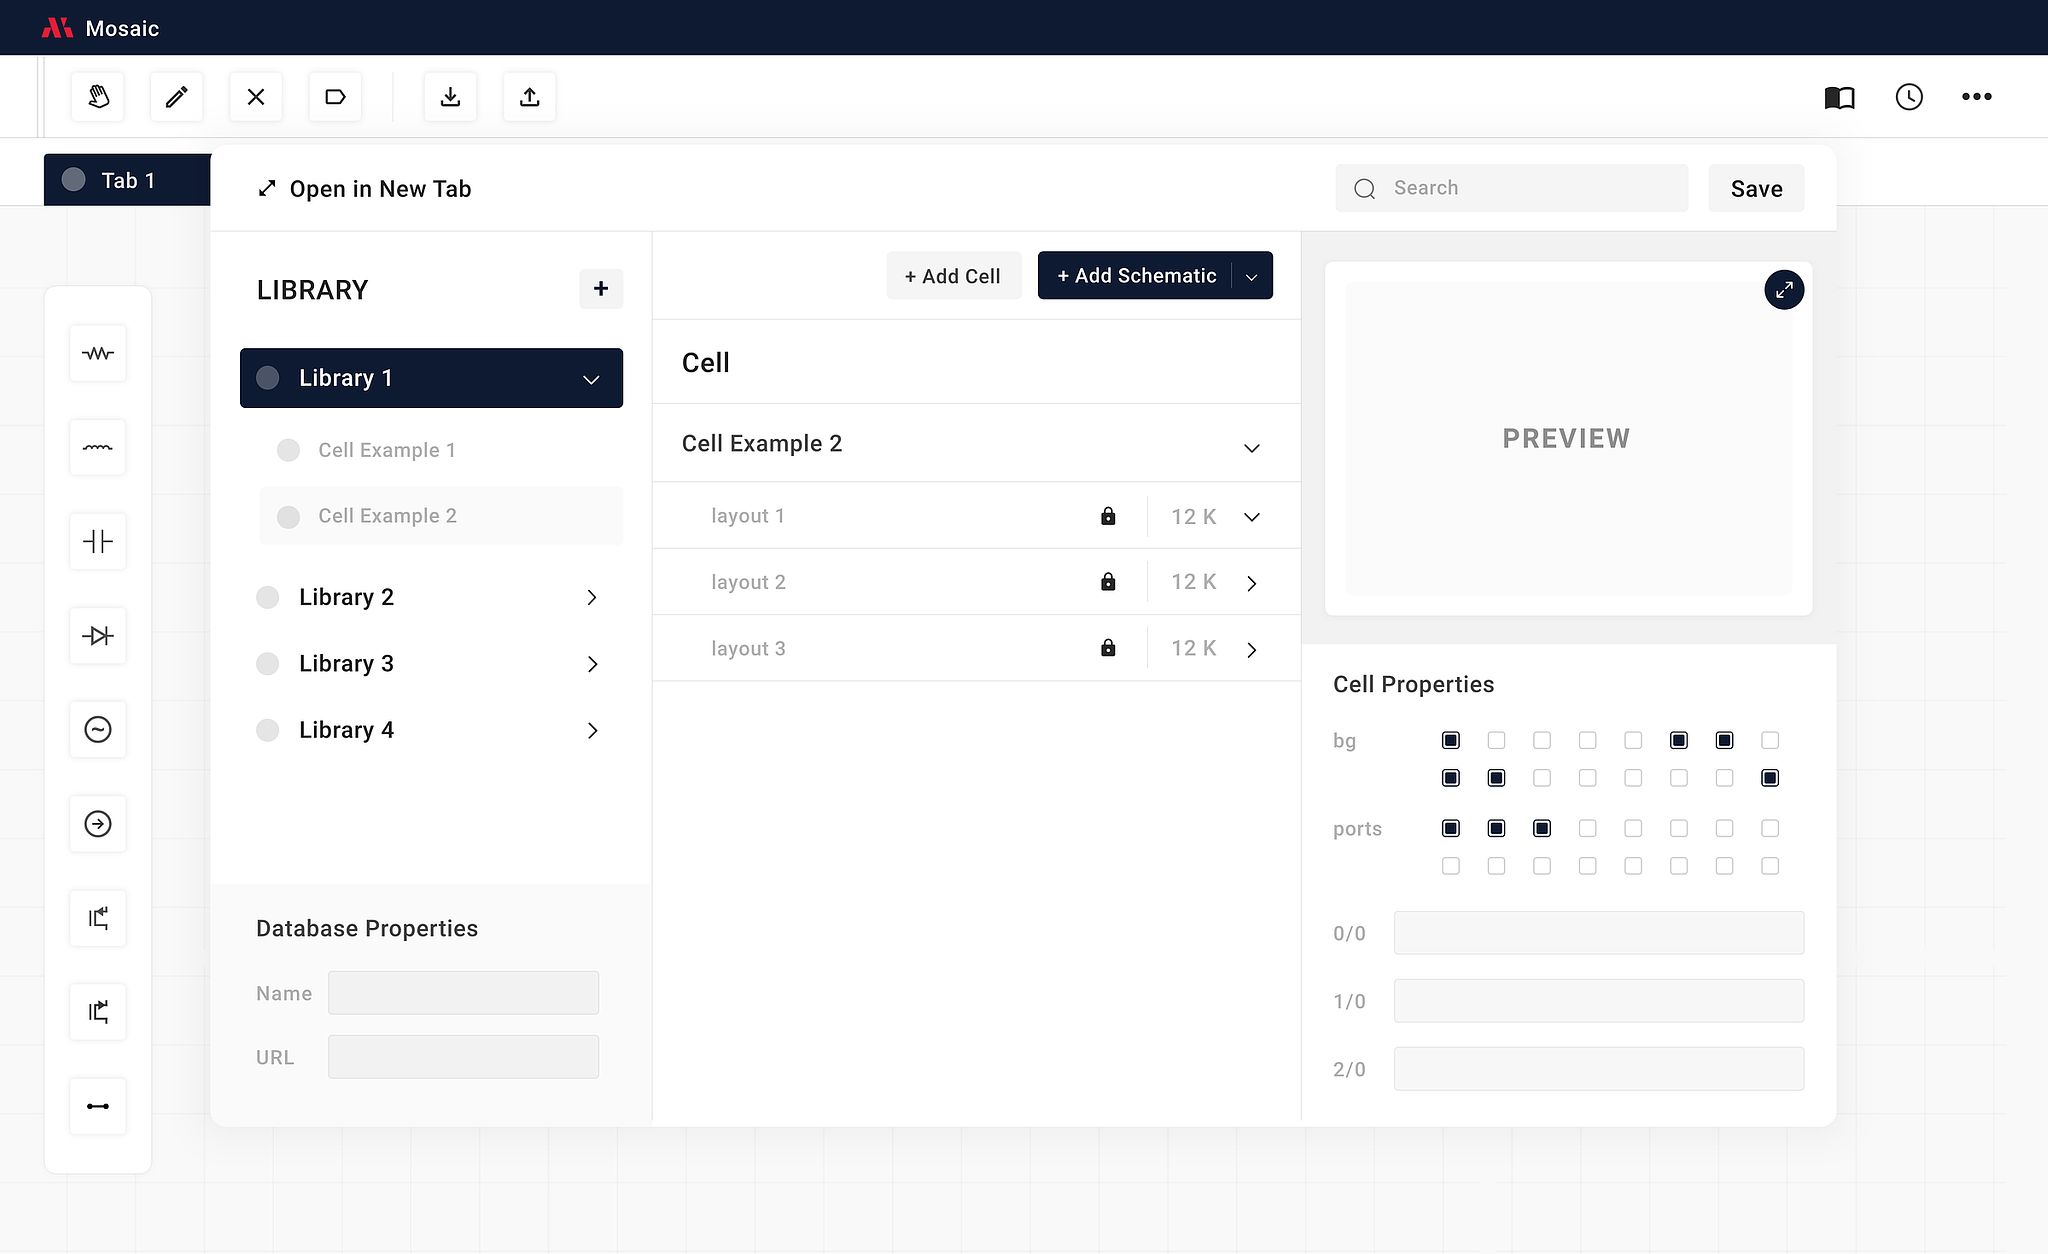 Mosaic
Tab 1
Open in New Tab
Search
Save
LIBRARY
+
Library 1
Cell Example 1
Cell Example 2
Library 2
Library 3
Library 4
Database Properties
Name
URL
+ Add Cell
+ Add Schematic
Cell
Cell Example 2
layout 1 12 K
layout 2 12 K
layout 3 12 K
PREVIEW
Cell Properties
bg
ports
0/0
1/0
2/0